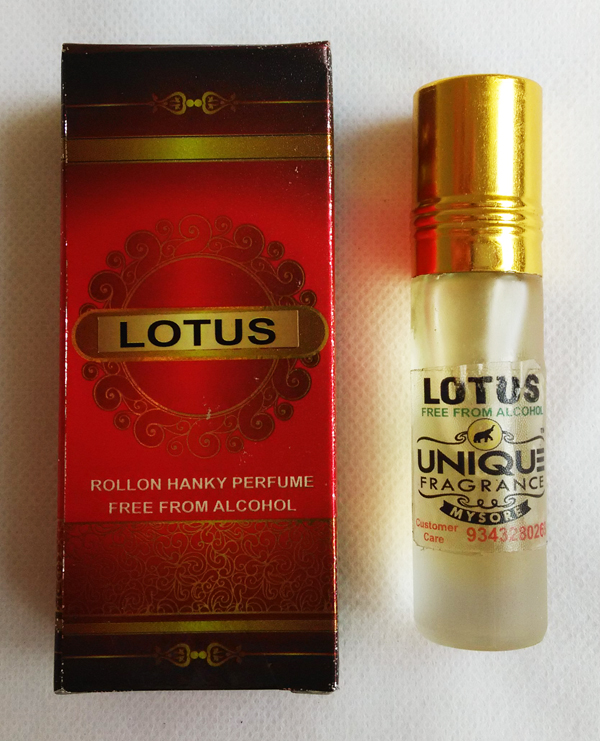 LOTUS
ROLLON HANKY PERFUME
FREE FROM ALCOHOL
LOTUS
FREE FROM ALCOHOL
UNIQUE
FRAGRANCE
MYSORE
Customer
Care